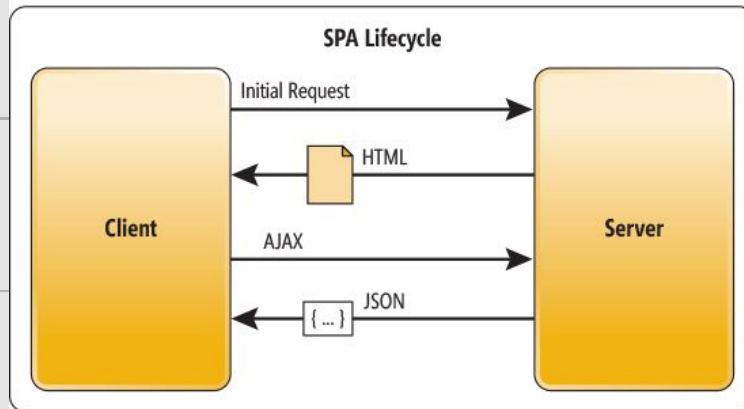 SPA Lifecycle
Initial Request
HTML
Client
Server
AJAX
JSON
{ ... }